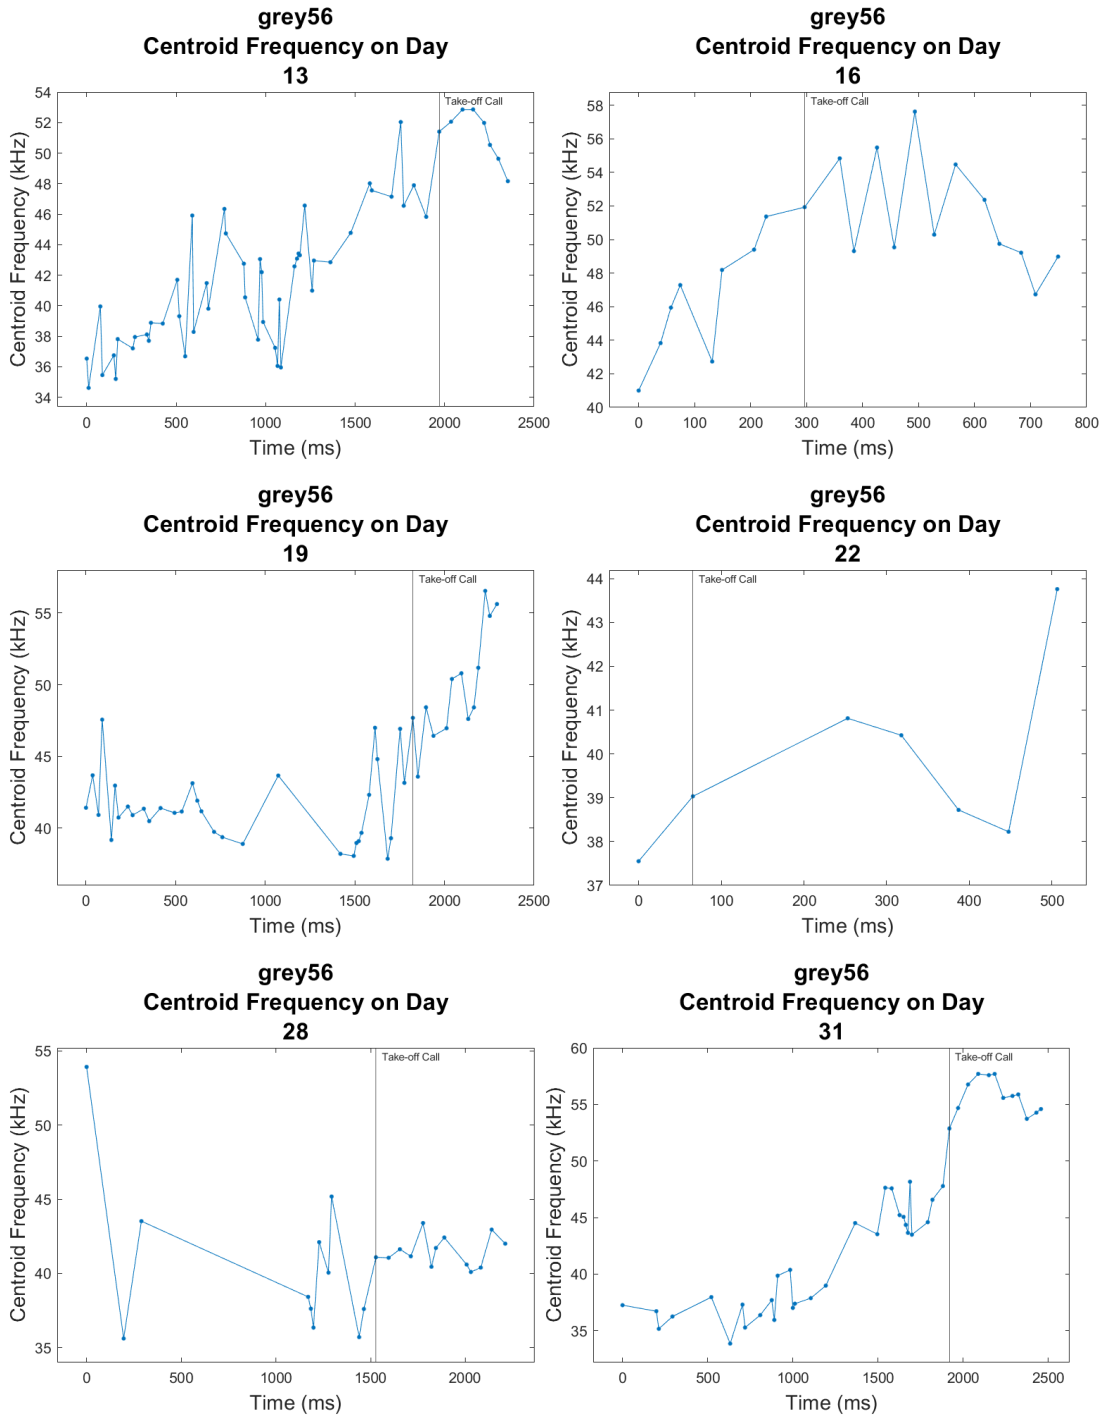 grey56
Centroid Frequency on Day
13
Take-off Call
54
52
50
48
46
44
42
40
38
36
34
Centroid Frequency (kHz)
0 500 1000 1500 2000 2500
Time (ms)
grey56
Centroid Frequency on Day
16
Take-off Call
58
56
54
52
50
48
46
44
42
40
Centroid Frequency (kHz)
0 100 200 300 400 500 600 700 800
Time (ms)
grey56
Centroid Frequency on Day
19
Take-off Call
55
50
45
40
Centroid Frequency (kHz)
0 500 1000 1500 2000 2500
Time (ms)
grey56
Centroid Frequency on Day
22
Take-off Call
44
43
42
41
40
39
38
37
Centroid Frequency (kHz)
0 100 200 300 400 500
Time (ms)
grey56
Centroid Frequency on Day
28
Take-off Call
55
50
45
40
35
Centroid Frequency (kHz)
0 500 1000 1500 2000
Time (ms)
grey56
Centroid Frequency on Day
31
Take-off Call
60
55
50
45
40
35
Centroid Frequency (kHz)
0 500 1000 1500 2000 2500
Time (ms)